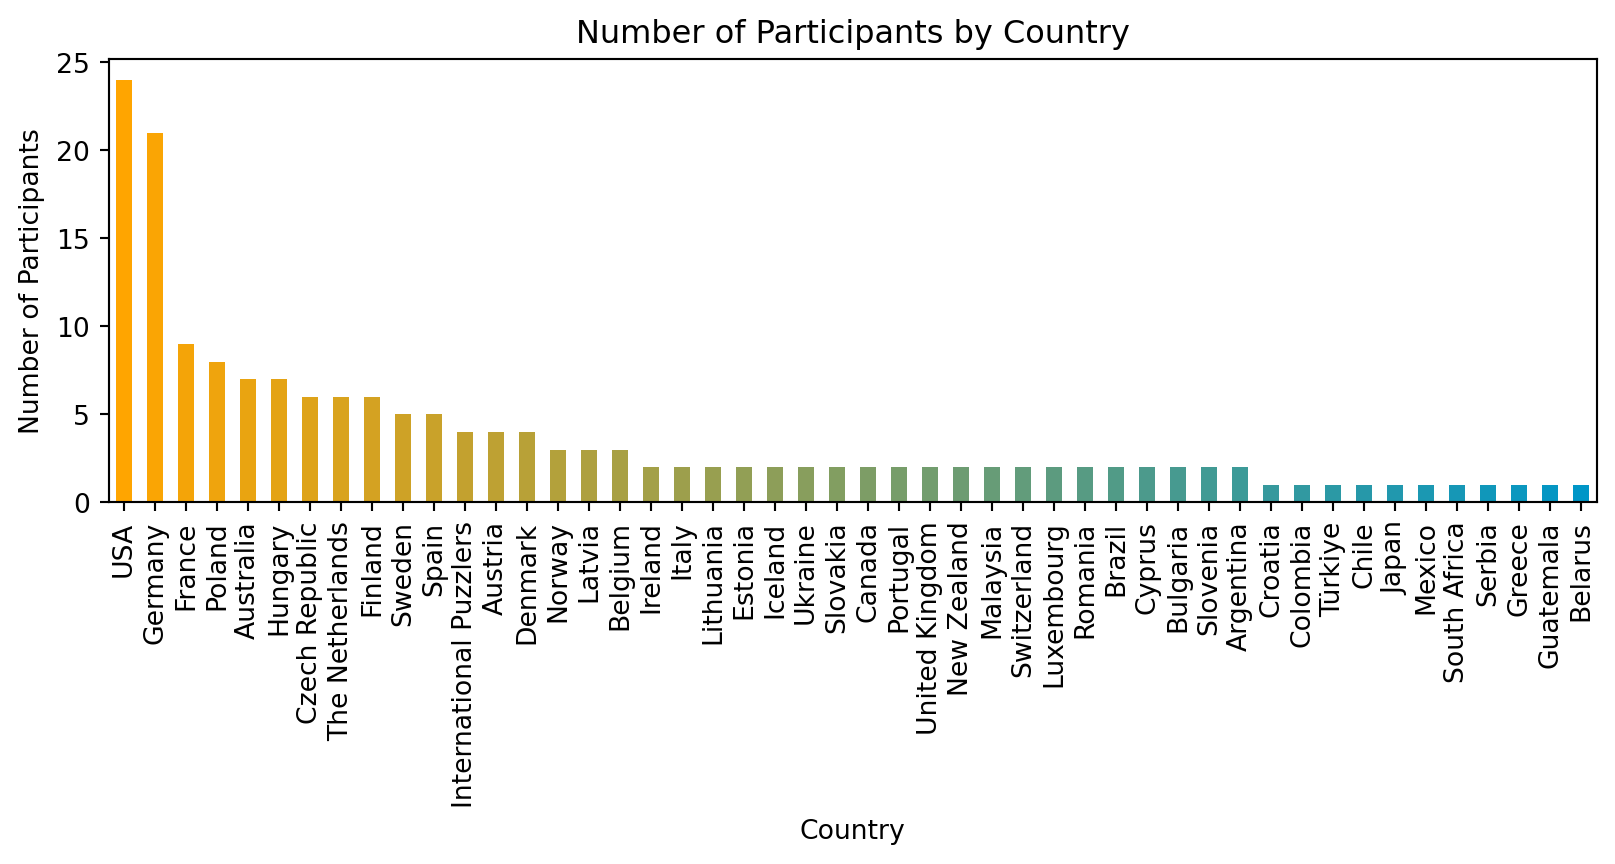 Number of Participants by Country
Number of Participants
25
20
15
10
5
0
USA
Germany
France
Poland
Australia
Hungary
Czech Republic
The Netherlands
Finland
Sweden
Spain
International Puzzlers
Austria
Denmark
Norway
Latvia
Belgium
Ireland
Italy
Lithuania
Estonia
Iceland
Ukraine
Slovakia
Canada
Portugal
United Kingdom
New Zealand
Malaysia
Switzerland
Luxembourg
Romania
Brazil
Cyprus
Bulgaria
Slovenia
Argentina
Croatia
Colombia
Türkiye
Chile
Japan
Mexico
South Africa
Serbia
Greece
Guatemala
Belarus
Country